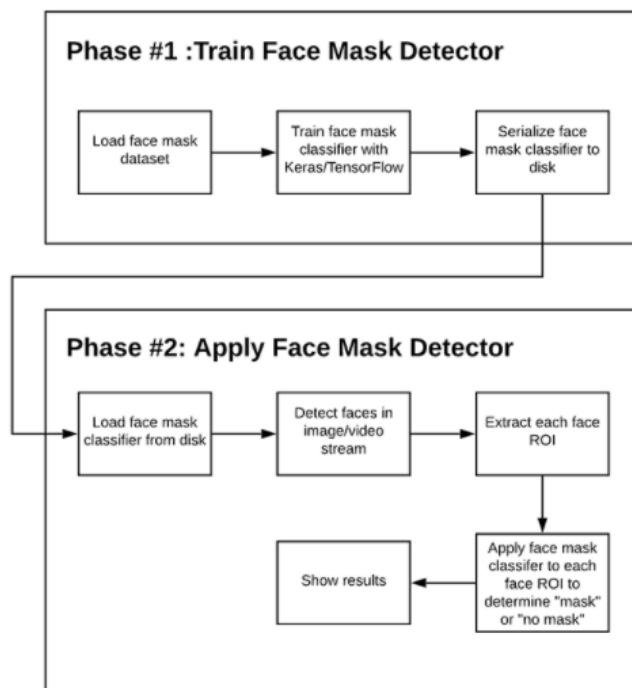 Phase #1 :Train Face Mask Detector
Load face mask
dataset
Train face mask
classifier with
Keras/TensorFlow
Serialize face
mask classifier to
disk
Phase #2: Apply Face Mask Detector
Load face mask
classifier from disk
Detect faces in
image/video
stream
Extract each face
ROI
Show results
Apply face mask
classifer to each
face ROI to
determine "mask"
or "no mask"